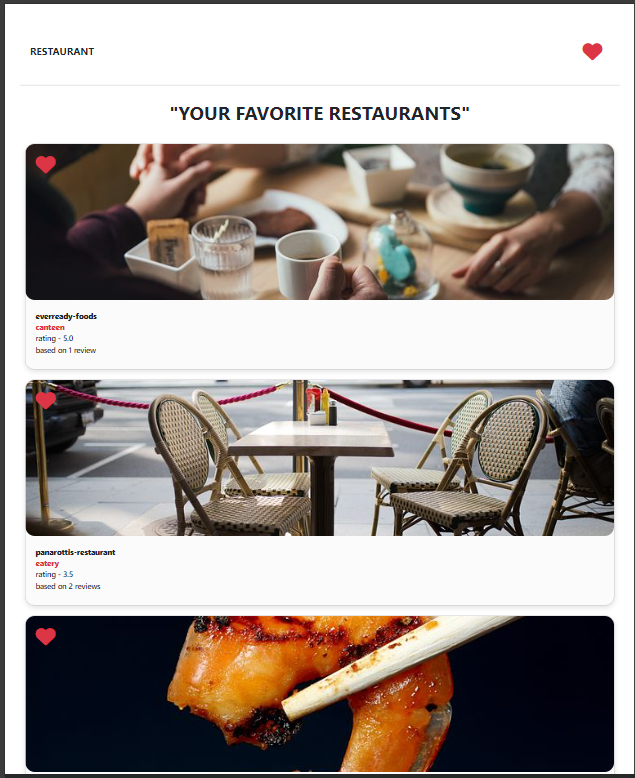 RESTAURANT
"YOUR FAVORITE RESTAURANTS"
everready-foods
canteen
rating - 5.0
based on 1 review
panarottis-restaurant
eatery
rating - 3.5
based on 2 reviews